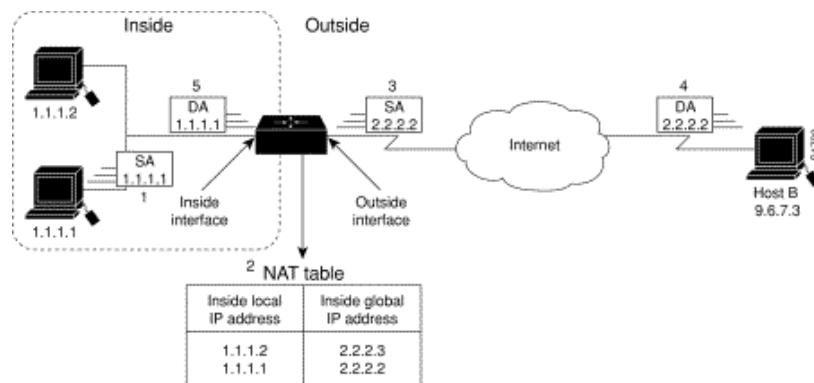 Inside
Outside
5
DA
1.1.1.1
3
SA
2.2.2.2
4
DA
2.2.2.2
1.1.1.2
SA
1.1.1.1
1
1.1.1.1
Inside
interface
Outside
interface
Internet
Host B
9.6.7.3
2
NAT table
Inside local
IP address
Inside global
IP address
1.1.1.2
2.2.2.3
1.1.1.1
2.2.2.2